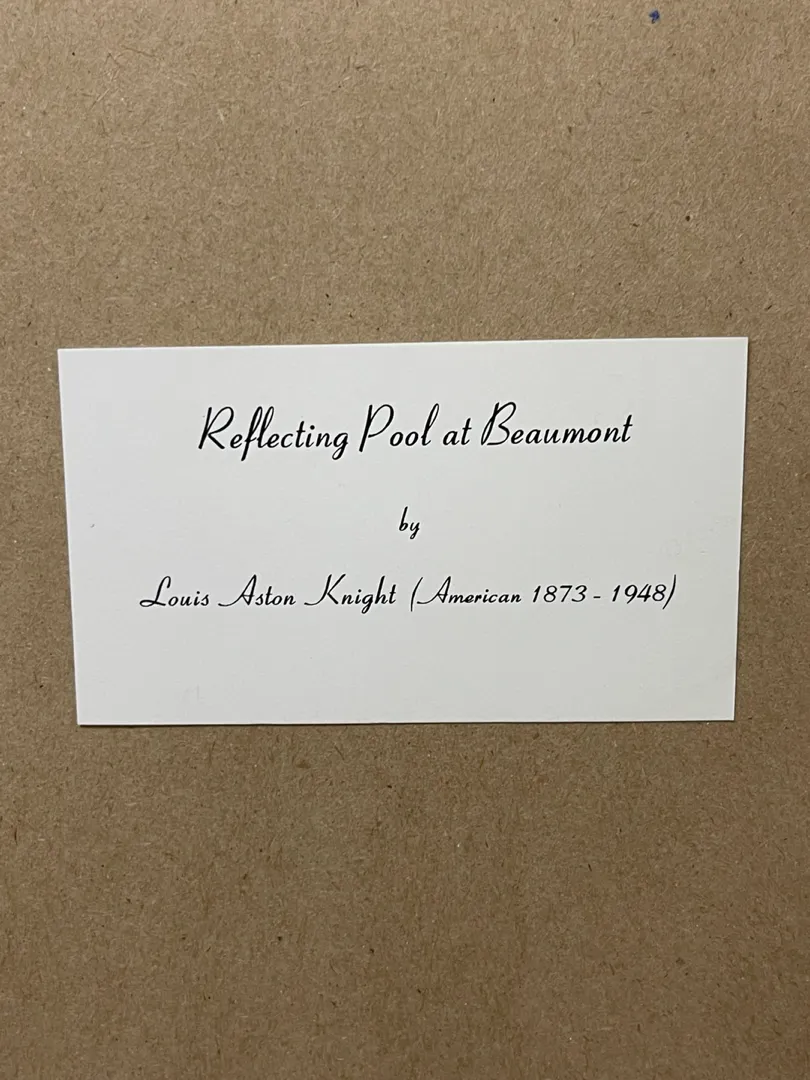 Reflecting Pool at Beaumont
by
Louis Aston Knight (American 1873 - 1948)